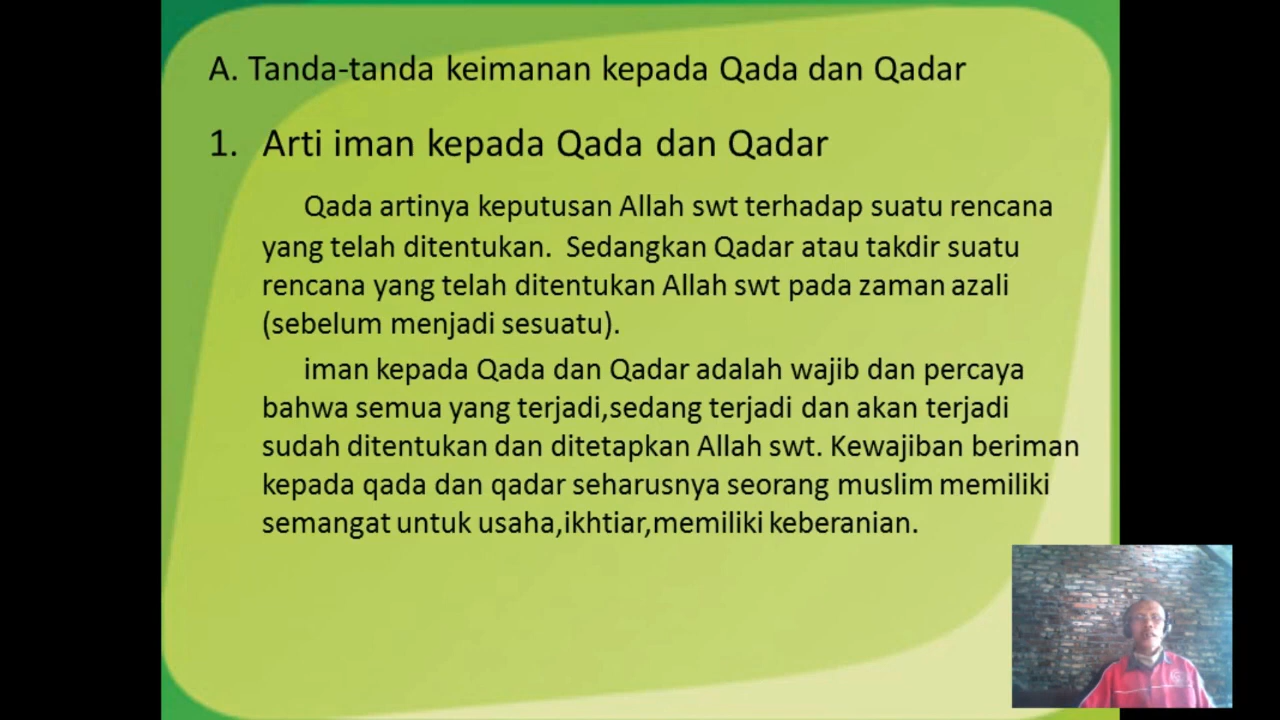 A. Tanda-tanda keimanan kepada Qada dan Qadar
1. Arti iman kepada Qada dan Qadar
Qada artinya keputusan Allah swt terhadap suatu rencana
yang telah ditentukan. Sedangkan Qadar atau takdir suatu
rencana yang telah ditentukan Allah swt pada zaman azali
(sebelum menjadi sesuatu).
iman kepada Qada dan Qadar adalah wajib dan percaya
bahwa semua yang terjadi,sedang terjadi dan akan terjadi
sudah ditentukan dan ditetapkan Allah swt. Kewajiban beriman
kepada qada dan qadar seharusnya seorang muslim memiliki
semangat untuk usaha,ikhtiar,memiliki keberanian.